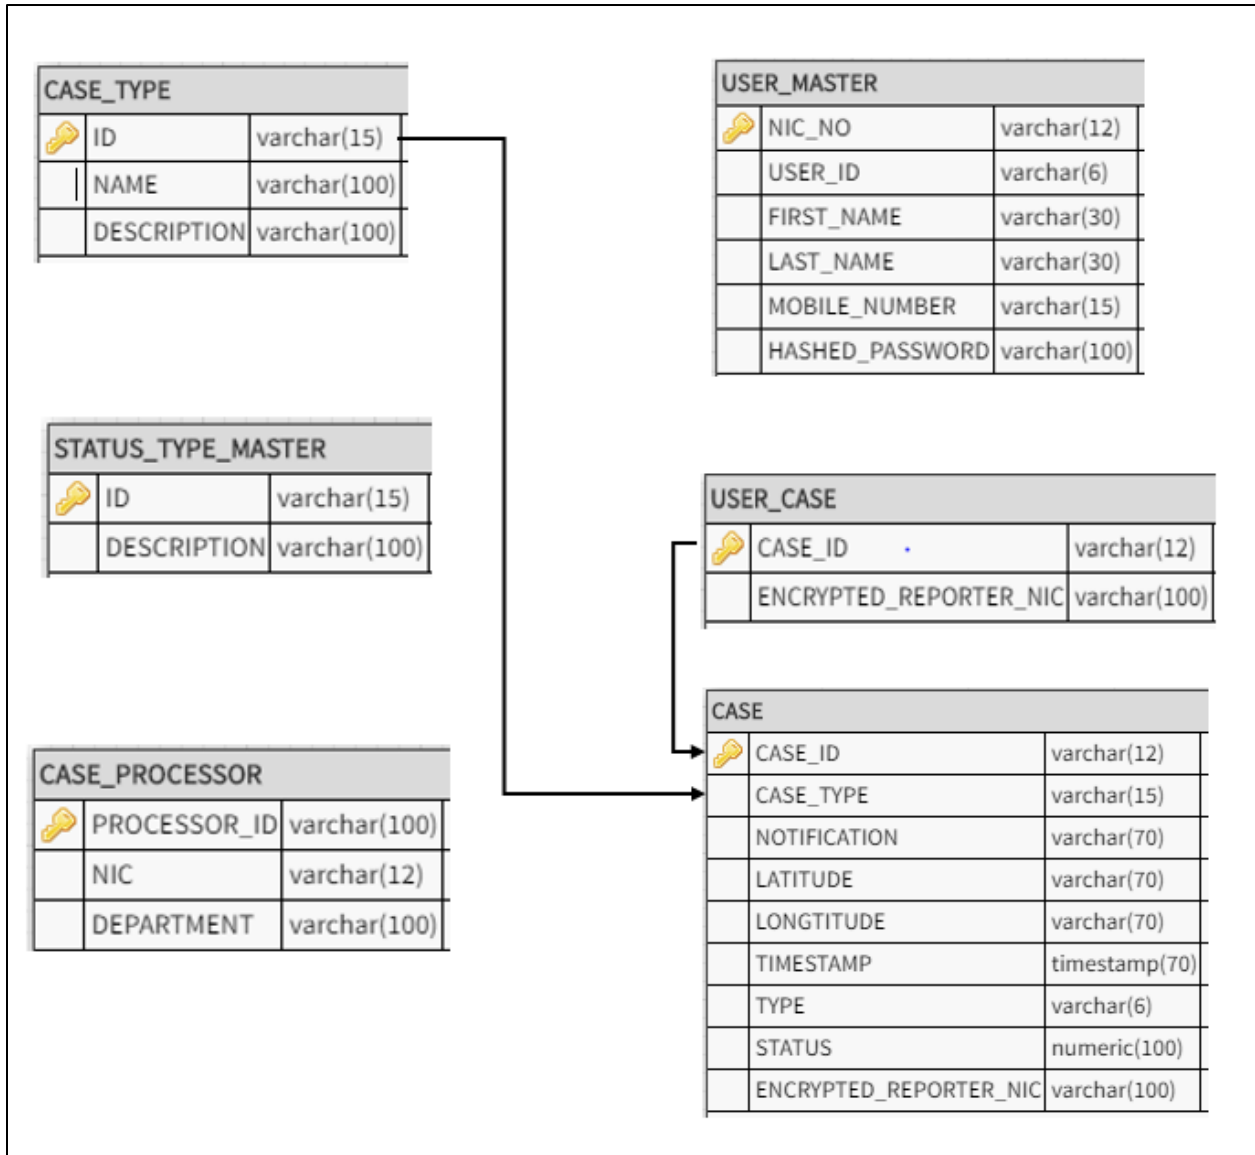 CASE_TYPE
ID varchar(15)
NAME varchar(100)
DESCRIPTION varchar(100)
USER_MASTER
NIC_NO varchar(12)
USER_ID varchar(6)
FIRST_NAME varchar(30)
LAST_NAME varchar(30)
MOBILE_NUMBER varchar(15)
HASHED_PASSWORD varchar(100)
STATUS_TYPE_MASTER
ID varchar(15)
DESCRIPTION varchar(100)
USER_CASE
CASE_ID varchar(12)
ENCRYPTED_REPORTER_NIC varchar(100)
CASE_PROCESSOR
PROCESSOR_ID varchar(100)
NIC varchar(12)
DEPARTMENT varchar(100)
CASE
CASE_ID varchar(12)
CASE_TYPE varchar(15)
NOTIFICATION varchar(70)
LATITUDE varchar(70)
LONGTITUDE varchar(70)
TIMESTAMP timestamp(70)
TYPE varchar(6)
STATUS numeric(100)
ENCRYPTED_REPORTER_NIC varchar(100)